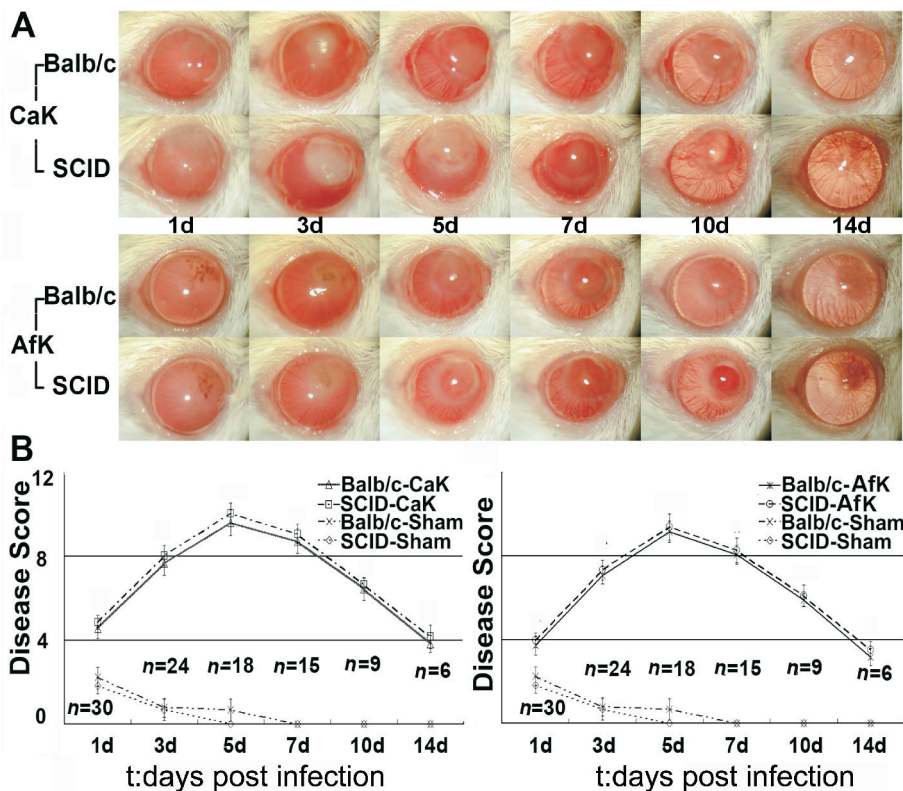 A
Balb/c
CaK
SCID
1d 3d 5d 7d 10d 14d
Balb/c
AfK
SCID
B
Disease Score
12
8
4
0
Balb/c-CaK
SCID-CaK
Balb/c-Sham
SCID-Sham
n=30
n=24
n=18
n=15
n=9
n=6
1d 3d 5d 7d 10d 14d
t:days post infection
Disease Score
Balb/c-AfK
SCID-AfK
Balb/c-Sham
SCID-Sham
n=30
n=24
n=18
n=15
n=9
n=6
1d 3d 5d 7d 10d 14d
t:days post infection